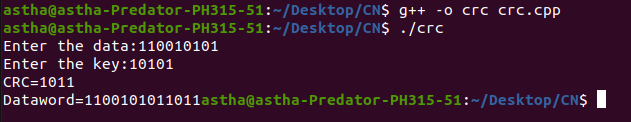 astha@astha-Predator-PH315-51:~/Desktop/CN$ g++ -o crc crc.cpp
astha@astha-Predator-PH315-51:~/Desktop/CN$ ./crc
Enter the data:110010101
Enter the key:10101
CRC=1011
Dataword=1100101011011astha@astha-Predator-PH315-51:~/Desktop/CN$